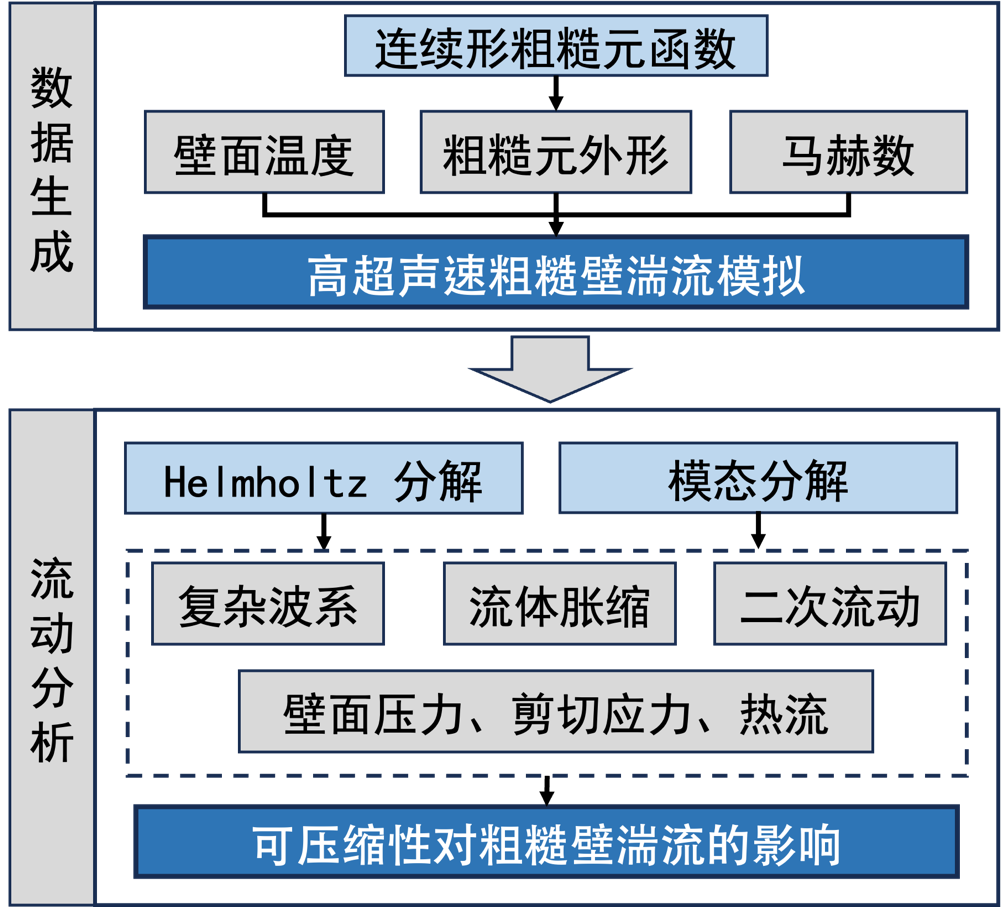 数据生成
连续形粗糙元函数
壁面温度
粗糙元外形
马赫数
高超声速粗糙壁湍流模拟
流动分析
Helmholtz 分解
模态分解
复杂波系
流体胀缩
二次流动
壁面压力、剪切应力、热流
可压缩性对粗糙壁湍流的影响